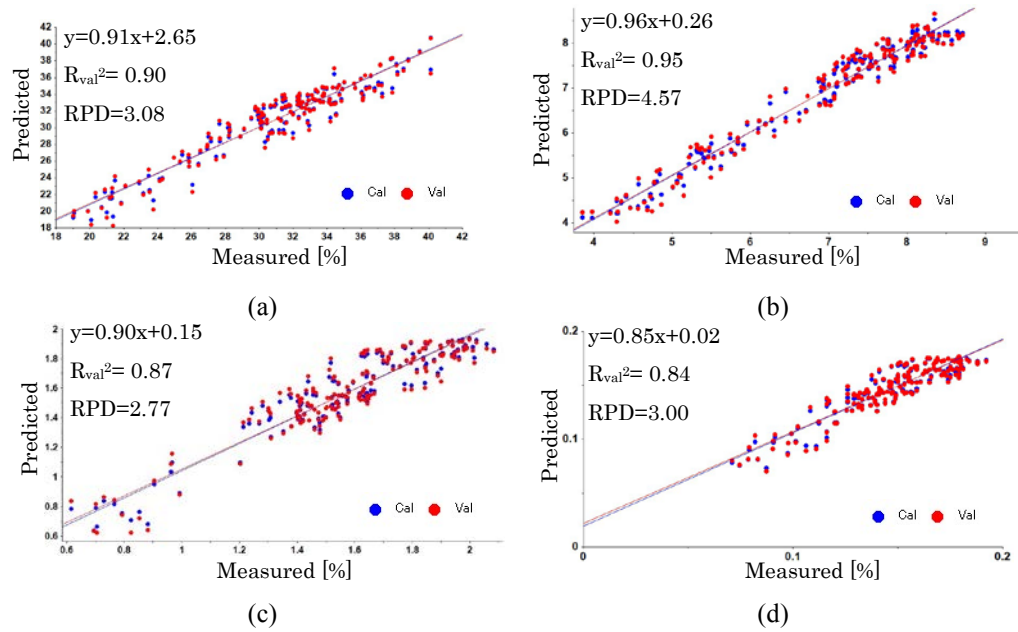 y=0.91x+2.65
R_val²= 0.90
RPD=3.08
Predicted
42
40
38
36
34
32
30
28
26
24
22
20
18
18 20 22 24 26 28 30 32 34 36 38 40 42
Cal Val
Measured [%]
(a)
y=0.96x+0.26
R_val²= 0.95
RPD=4.57
Predicted
8
7
6
5
4
4 5 6 7 8 9
Cal Val
Measured [%]
(b)
y=0.90x+0.15
R_val²= 0.87
RPD=2.77
Predicted
2
1.8
1.6
1.4
1.2
1
0.8
0.6
0.6 0.8 1 1.2 1.4 1.6 1.8 2
Cal Val
Measured [%]
(c)
y=0.85x+0.02
R_val²= 0.84
RPD=3.00
Predicted
0.2
0.1
0
0 0.1 0.2
Cal Val
Measured [%]
(d)